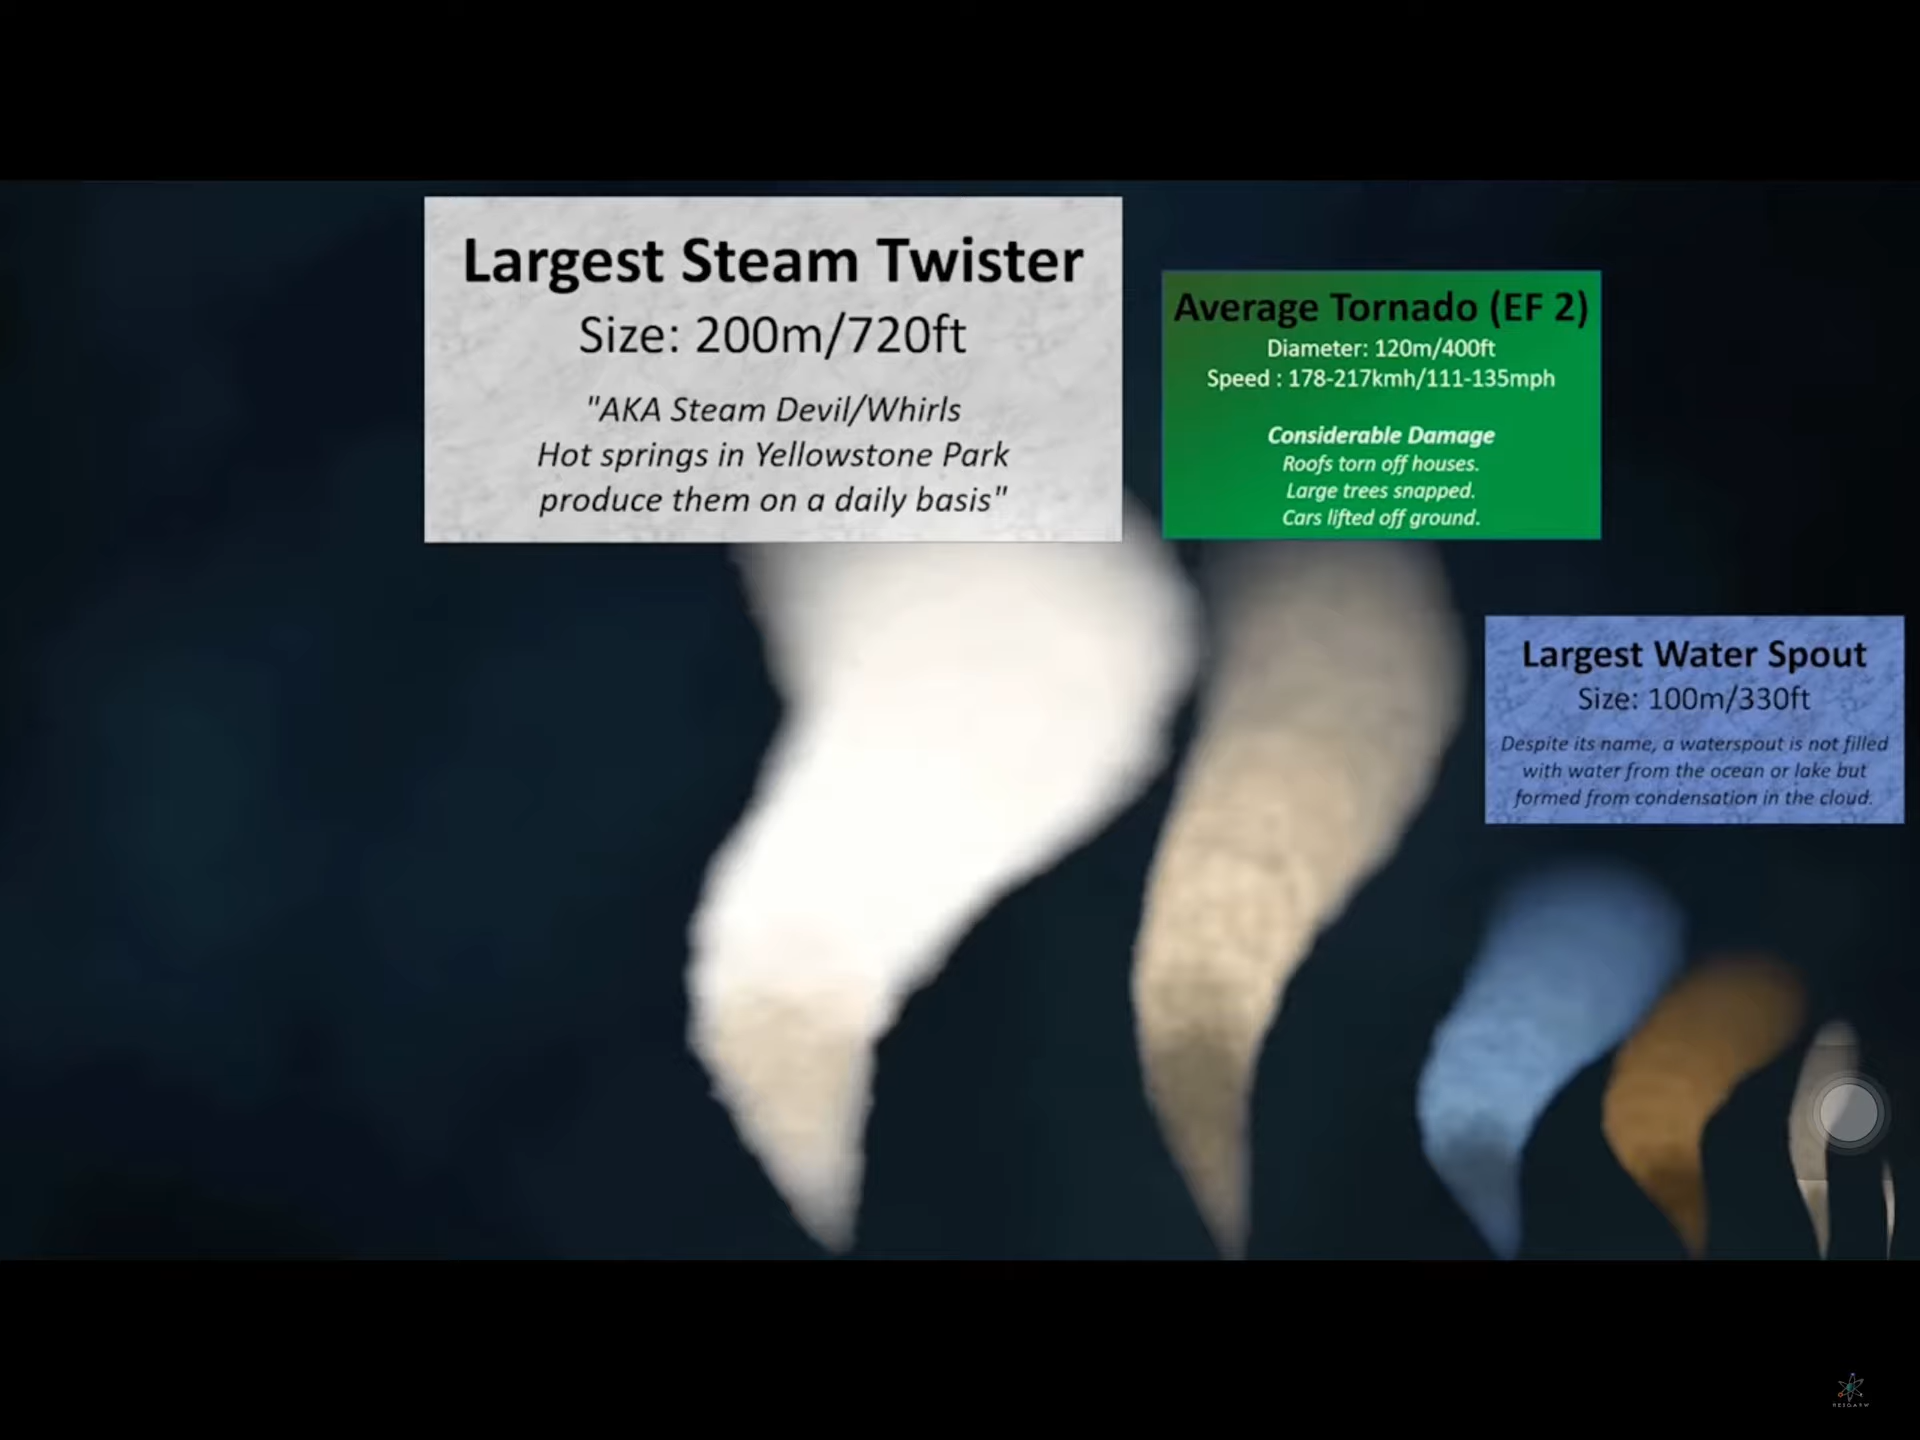 Largest Steam Twister
Size: 200m/720ft
"AKA Steam Devil/Whirls
Hot springs in Yellowstone Park
produce them on a daily basis"
Average Tornado (EF 2)
Diameter: 120m/400ft
Speed : 178-217kmh/111-135mph
Considerable Damage
Roofs torn off houses.
Large trees snapped.
Cars lifted off ground.
Largest Water Spout
Size: 100m/330ft
Despite its name, a waterspout is not filled
with water from the ocean or lake but
formed from condensation in the cloud.